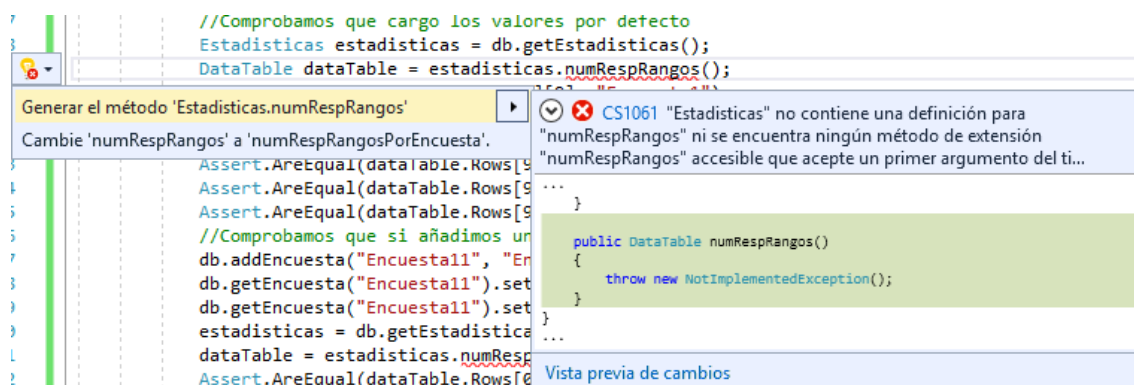 //Comprobamos que cargo los valores por defecto
Estadisticas estadisticas = db.getEstadisticas();
DataTable dataTable = estadisticas.numRespRangos();
Generar el método 'Estadisticas.numRespRangos'
Cambie 'numRespRangos' a 'numRespRangosPorEncuesta'.
CS1061 "Estadisticas" no contiene una definición para
"numRespRangos" ni se encuentra ningún método de extensión
"numRespRangos" accesible que acepte un primer argumento del ti...
...
}
public DataTable numRespRangos()
{
throw new NotImplementedException();
}
}
...
Vista previa de cambios
Assert.AreEqual(dataTable.Rows[9
Assert.AreEqual(dataTable.Rows[9
Assert.AreEqual(dataTable.Rows[9
//Comprobamos que si añadimos un
db.addEncuesta("Encuesta11", "En
db.getEncuesta("Encuesta11").set
db.getEncuesta("Encuesta11").set
estadisticas = db.getEstadistica
dataTable = estadisticas.numResp
Assert.AreEqual(dataTable.Rows[0